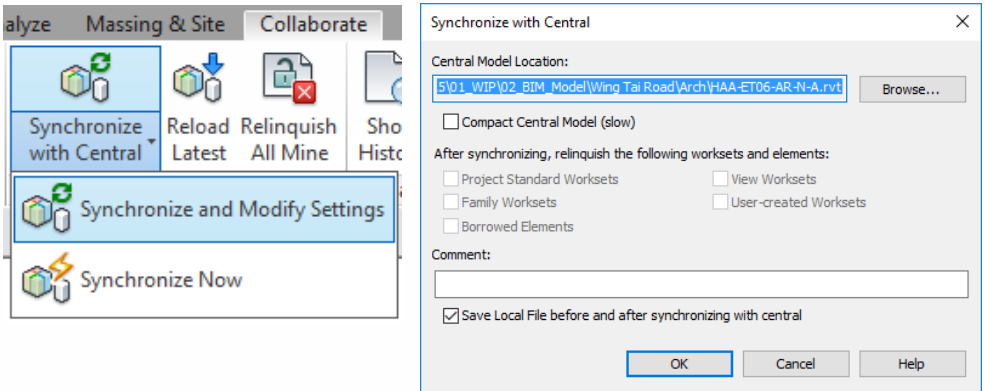 alyze Massing & Site Collaborate
Synchronize with Central
Reload Latest
Relinquish All Mine
Sho
Histo
Synchronize and Modify Settings
Synchronize Now
Synchronize with Central
Central Model Location:
5\01_WIP\02_BIM_Model\Wing Tai Road\Arch\HAA-ET06-AR-N-A.rvt
Browse...
Compact Central Model (slow)
After synchronizing, relinquish the following worksets and elements:
Project Standard Worksets
View Worksets
Family Worksets
User-created Worksets
Borrowed Elements
Comment:
Save Local File before and after synchronizing with central
OK
Cancel
Help